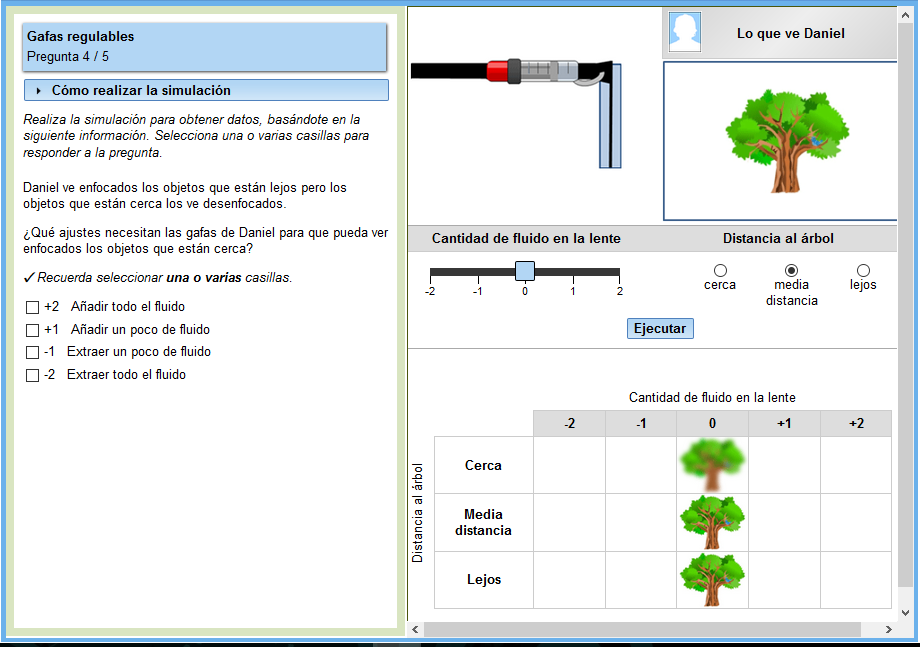 Gafas regulables
Pregunta 4 / 5
Cómo realizar la simulación
Realiza la simulación para obtener datos, basándote en la
siguiente información. Selecciona una o varias casillas para
responder a la pregunta.
Daniel ve enfocados los objetos que están lejos pero los
objetos que están cerca los ve desenfocados.
¿Qué ajustes necesitan las gafas de Daniel para que pueda ver
enfocados los objetos que están cerca?
✓Recuerda seleccionar una o varias casillas.
+2 Añadir todo el fluido
+1 Añadir un poco de fluido
-1 Extraer un poco de fluido
-2 Extraer todo el fluido
Lo que ve Daniel
Cantidad de fluido en la lente
-2 -1 0 1 2
Distancia al árbol
cerca
media
distancia
lejos
Ejecutar
Cantidad de fluido en la lente
-2 -1 0 +1 +2
Distancia al árbol
Cerca
Media
distancia
Lejos